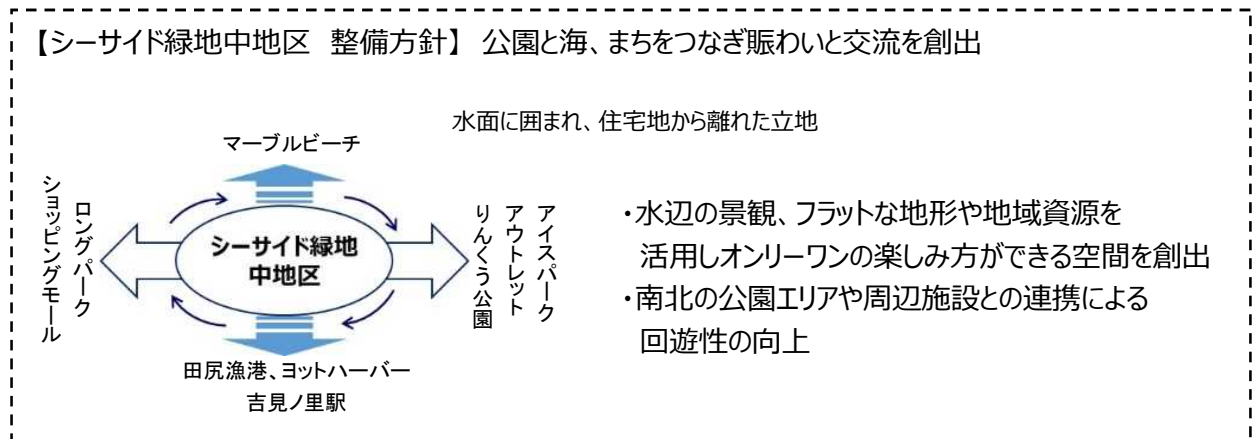 【シーサイド緑地中地区 整備方針】 公園と海、まちをつなぎ賑わいと交流を創出
水面に囲まれ、住宅地から離れた立地
マーブルビーチ
ロングパーク
ショッピングモール
シーサイド緑地
中地区
アイスパーク
アウトレット
りんくう公園
田尻漁港、ヨットハーバー
吉見ノ里駅
・水辺の景観、フラットな地形や地域資源を
活用しオンリーワンの楽しみ方ができる空間を創出
・南北の公園エリアや周辺施設との連携による
回遊性の向上